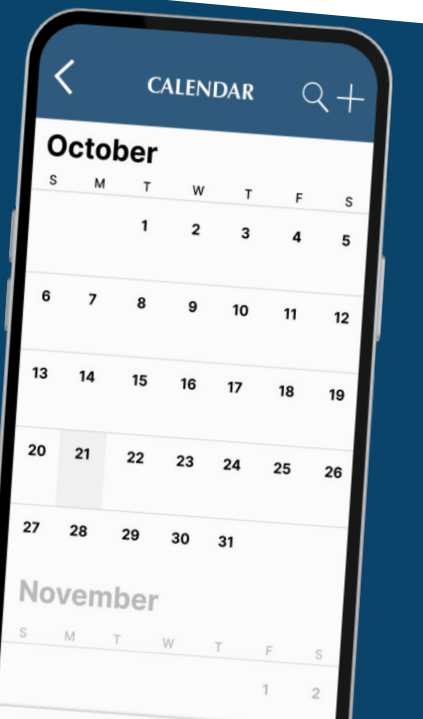 CALENDAR
October
S M T W T F S
1 2 3 4 5
6 7 8 9 10 11 12
13 14 15 16 17 18 19
20 21 22 23 24 25 26
27 28 29 30 31
November
S M T W T F S
1 2